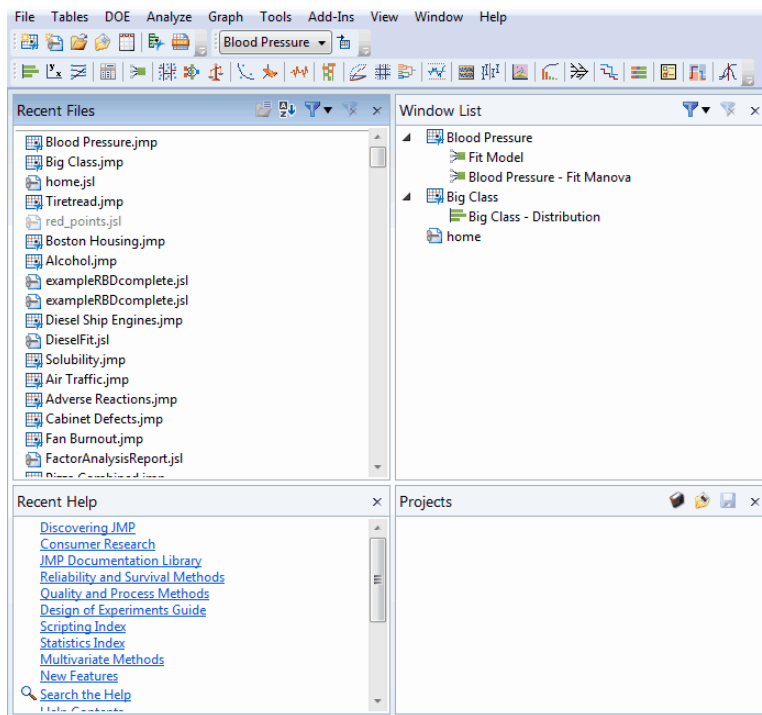 File Tables DOE Analyze Graph Tools Add-Ins View Window Help
Blood Pressure
Recent Files
Blood Pressure.jmp
Big Class.jmp
home.jsl
Tiretread.jmp
red_points.jsl
Boston Housing.jmp
Alcohol.jmp
exampleRBDcomplete.jsl
exampleRBDcomplete.jsl
Diesel Ship Engines.jmp
DieselFit.jsl
Solubility.jmp
Air Traffic.jmp
Adverse Reactions.jmp
Cabinet Defects.jmp
Fan Burnout.jmp
FactorAnalysisReport.jsl
Window List
Blood Pressure
Fit Model
Blood Pressure - Fit Manova
Big Class
Big Class - Distribution
home
Recent Help
Discovering JMP
Consumer Research
JMP Documentation Library
Reliability and Survival Methods
Quality and Process Methods
Design of Experiments Guide
Scripting Index
Statistics Index
Multivariate Methods
New Features
Search the Help
Projects